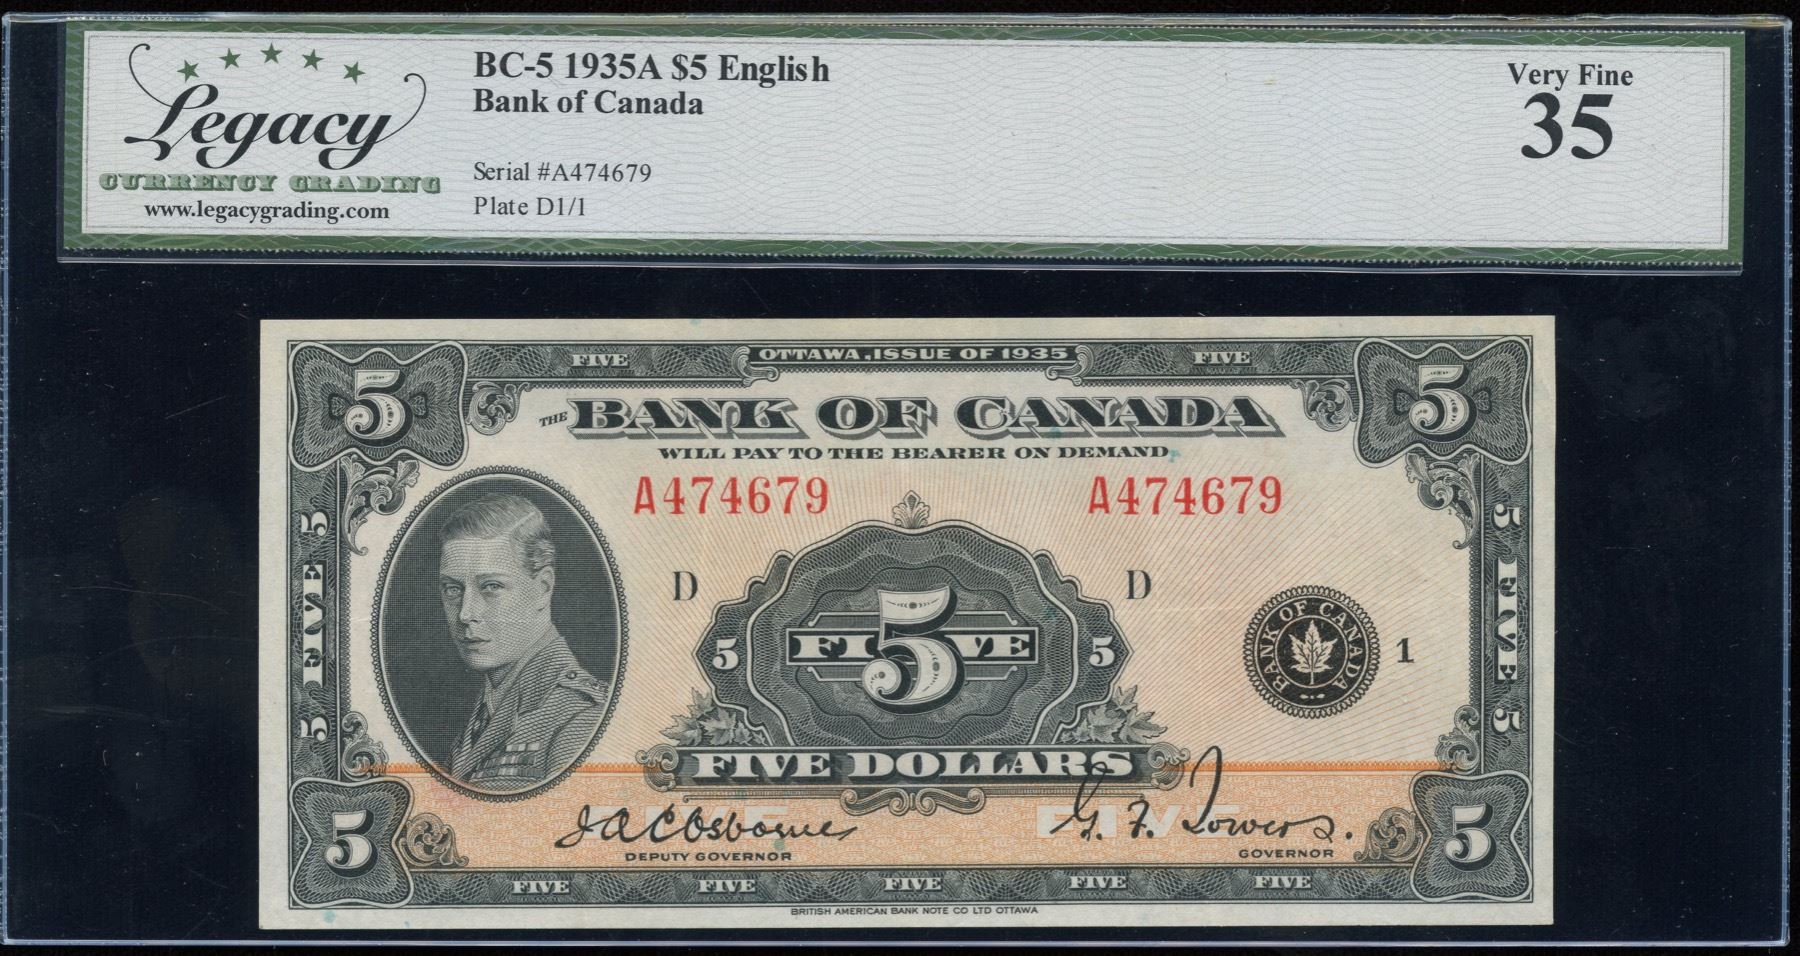 Legacy
CURRENCY GRADING
www.legacygrading.com
BC-5 1935A $5 English
Bank of Canada
Serial #A474679
Plate D1/1
Very Fine
35
FIVE OTTAWA, ISSUE OF 1935 FIVE
5 5
THE BANK OF CANADA
WILL PAY TO THE BEARER ON DEMAND
A474679 A474679
D D
5 FIVE 5
5 FIVE 5
5 FIVE 5 5
BANK OF CANADA
1
FIVE DOLLARS
FIVE FIVE
J.A.C. Osborne G. F. Towers.
DEPUTY GOVERNOR GOVERNOR
5 5
FIVE FIVE FIVE FIVE FIVE
BRITISH AMERICAN BANK NOTE CO LTD OTTAWA